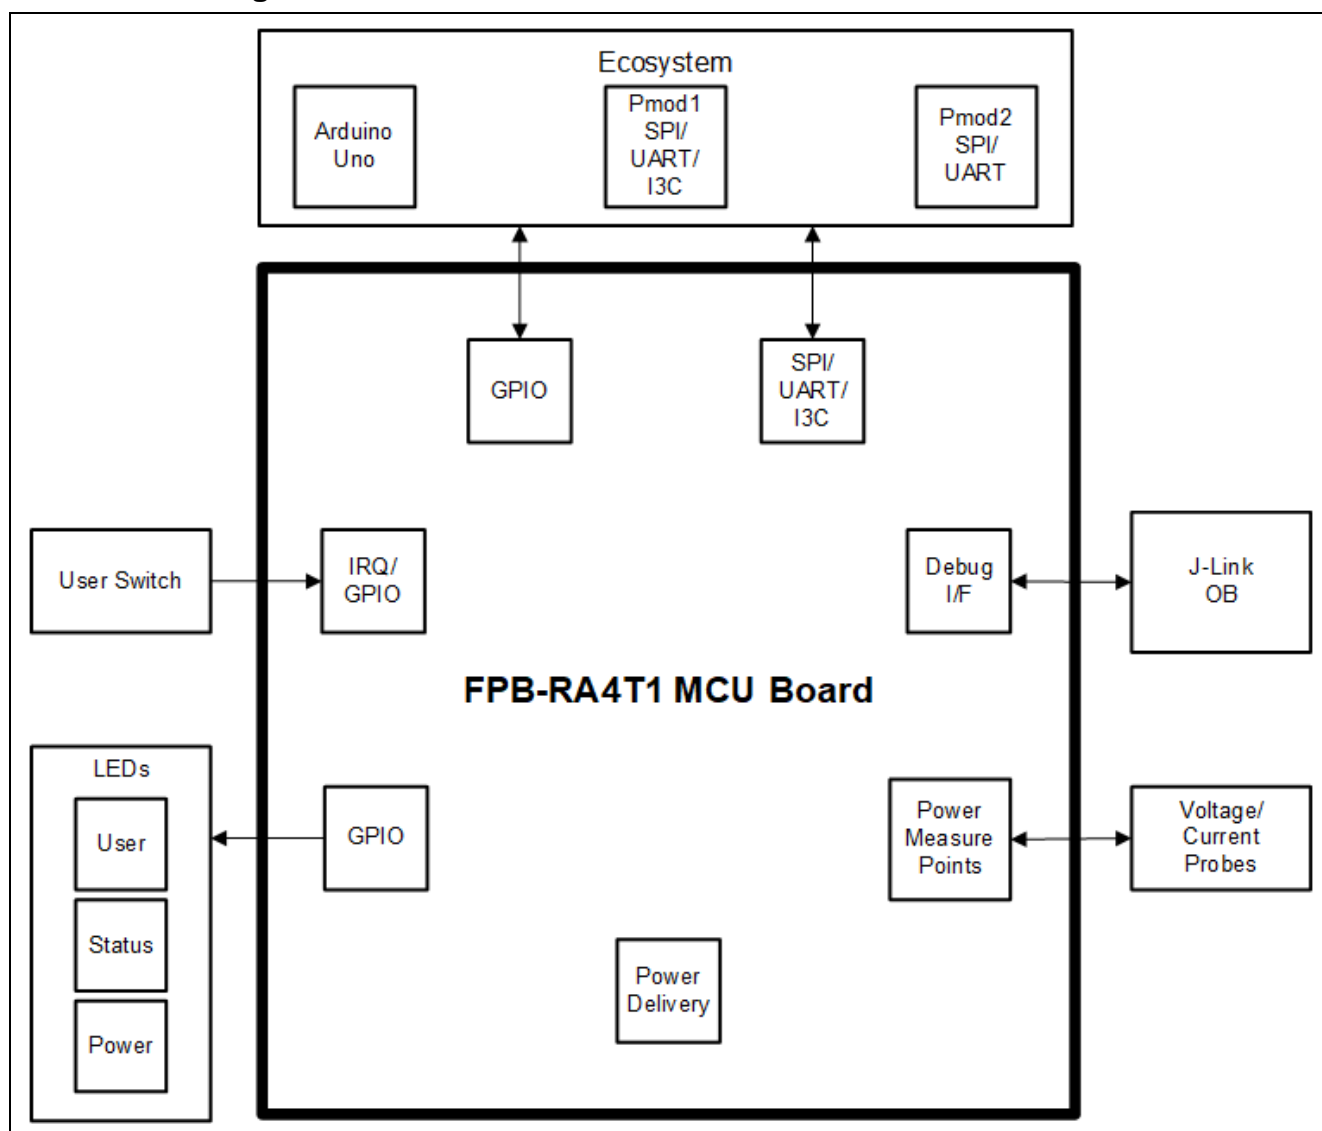 Ecosystem
Arduino
Uno
Pmod1
SPI/
UART/
I3C
Pmod2
SPI/
UART
GPIO
SPI/
UART/
I3C
User Switch
IRQ/
GPIO
Debug
I/F
J-Link
OB
FPB-RA4T1 MCU Board
LEDs
User
Status
Power
GPIO
Power
Measure
Points
Voltage/
Current
Probes
Power
Delivery